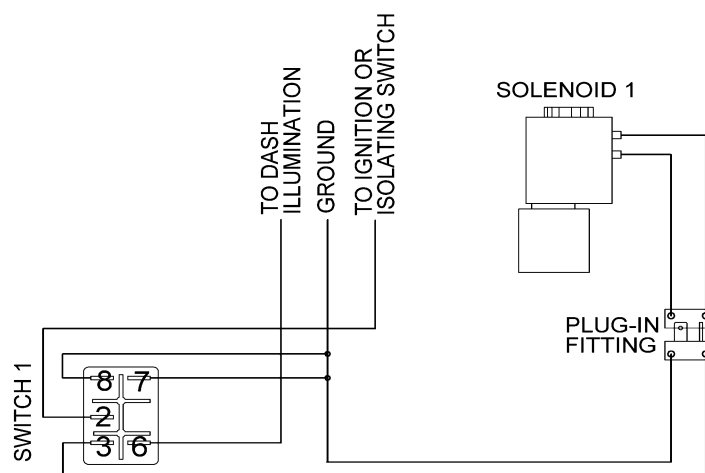 TO DASH
ILLUMINATION
GROUND
TO IGNITION OR
ISOLATING SWITCH
SOLENOID 1
PLUG-IN
FITTING
SWITCH 1
8 7
2
3 6